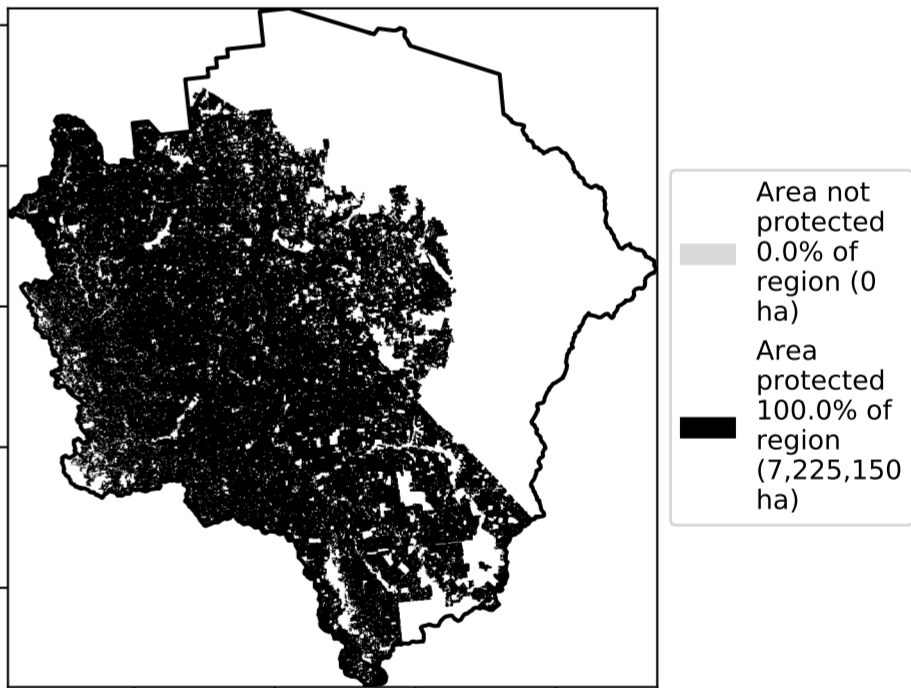 Area not
protected
0.0% of
region (0
ha)
Area
protected
100.0% of
region
(7,225,150
ha)